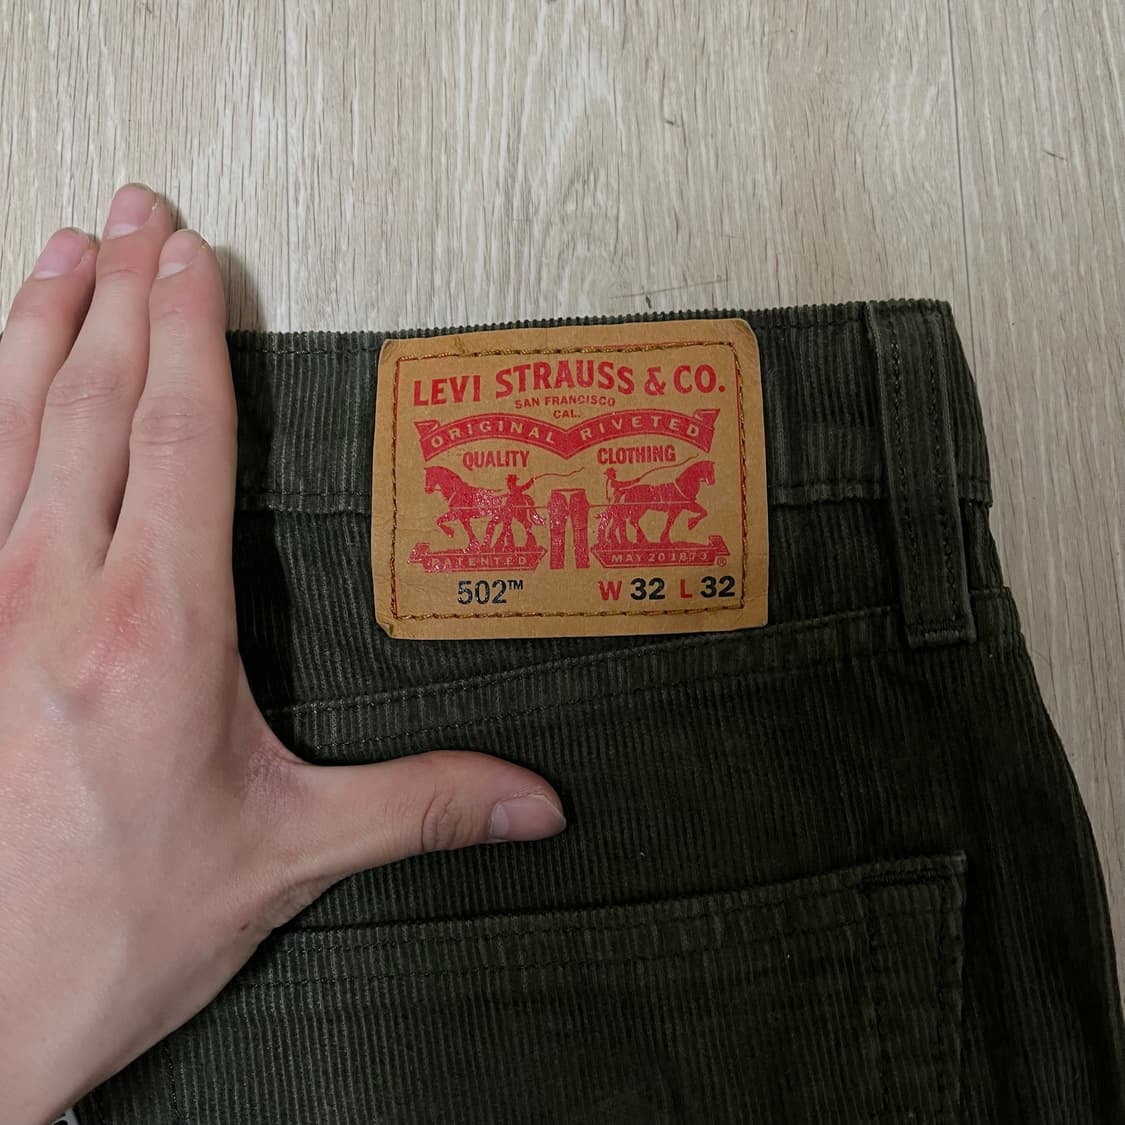 LEVI STRAUSS & CO.
SAN FRANCISCO
CAL.
ORIGINAL RIVETED
QUALITY CLOTHING
PATENTED MAY 20 1873 ®
502™ W 32 L 32